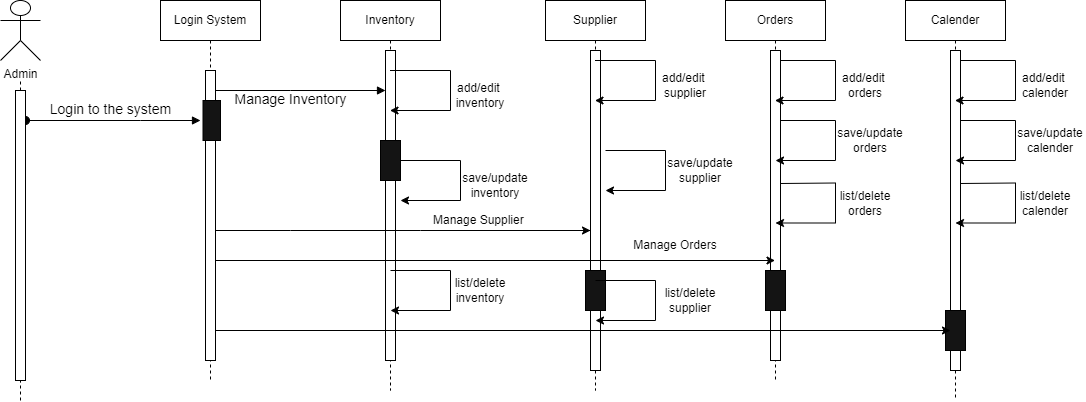 Login System
Inventory
Supplier
Orders
Calender
Admin
Login to the system
Manage Inventory
add/edit
inventory
add/edit
supplier
add/edit
orders
add/edit
calender
save/update
inventory
save/update
supplier
save/update
orders
save/update
calender
list/delete
orders
list/delete
calender
Manage Supplier
Manage Orders
list/delete
inventory
list/delete
supplier